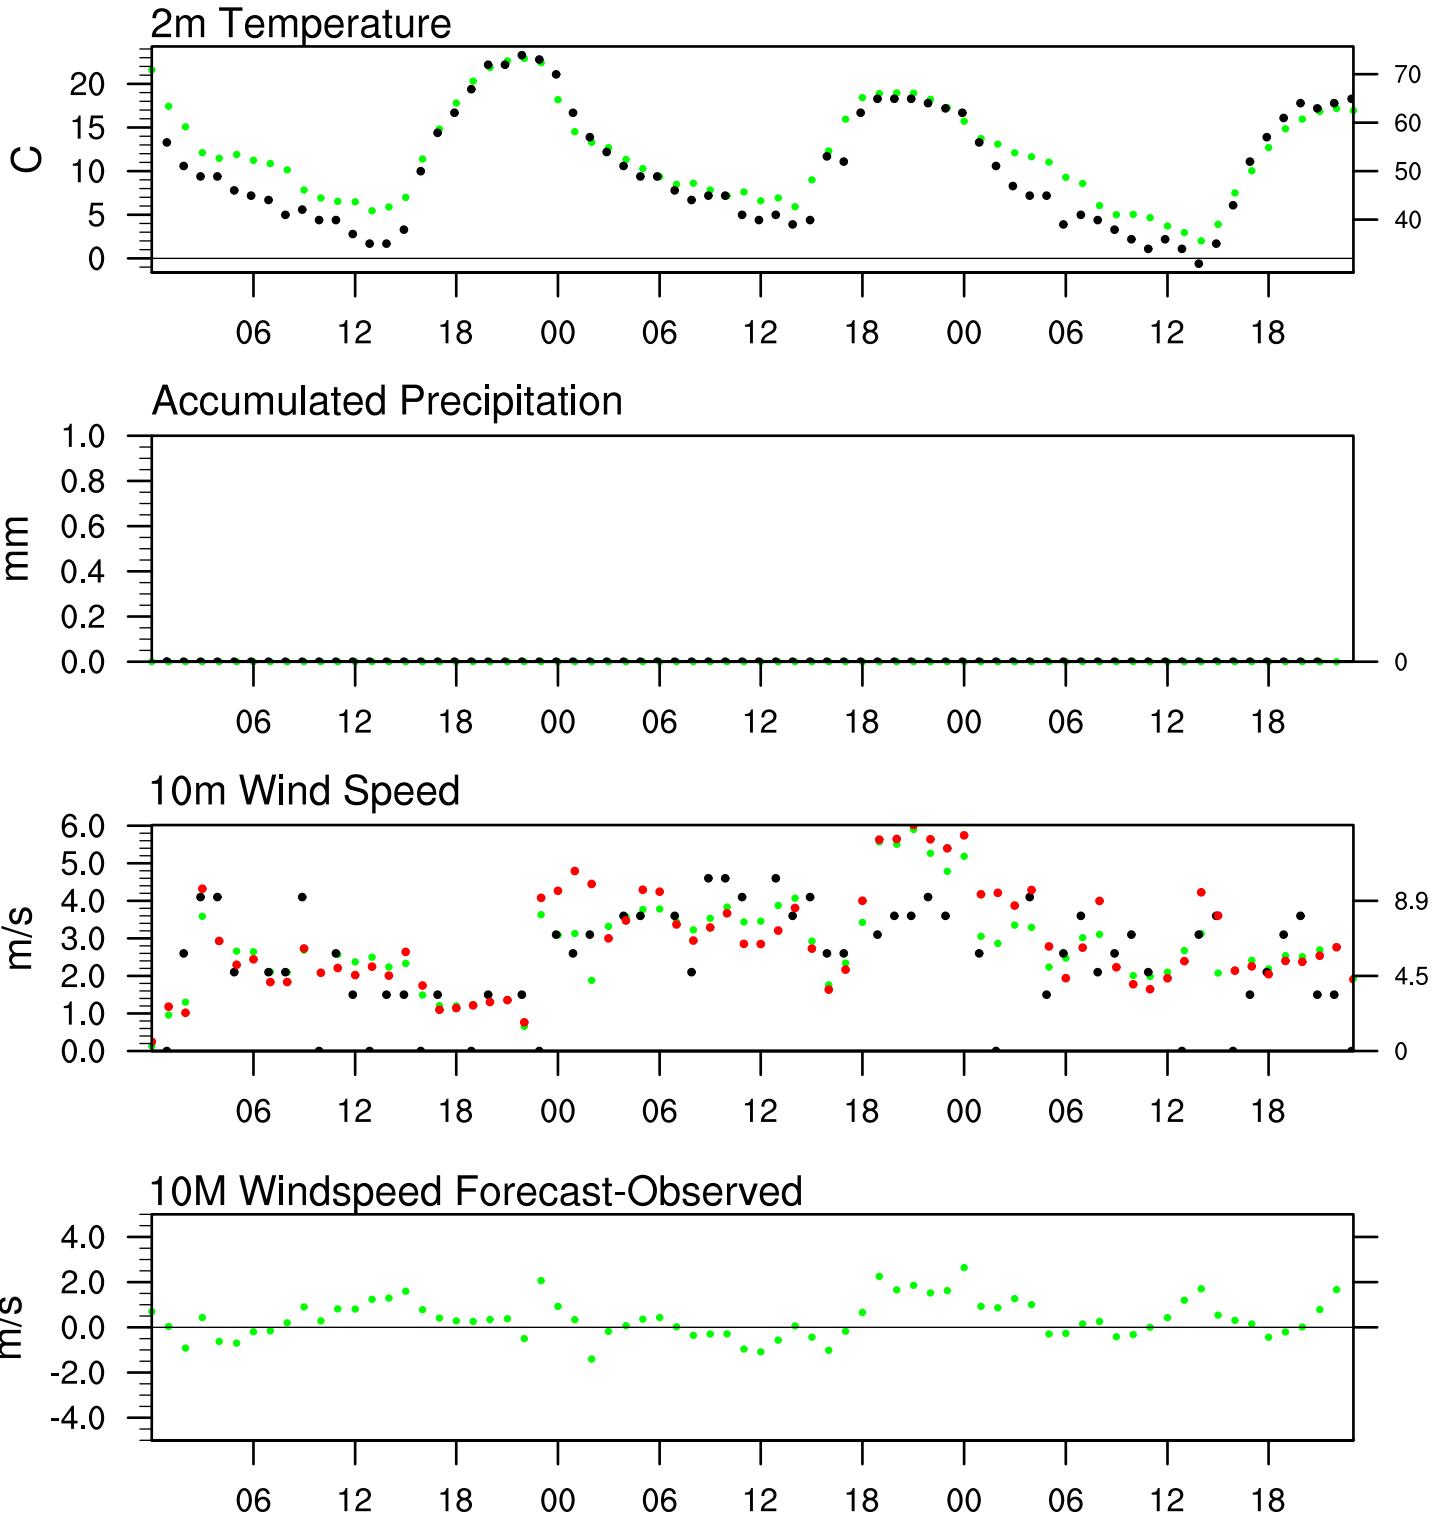 2m Temperature
20
15
10
5
0
C
70
60
50
40
06 12 18 00 06 12 18 00 06 12 18
Accumulated Precipitation
1.0
0.8
0.6
0.4
0.2
0.0
mm
0
06 12 18 00 06 12 18 00 06 12 18
10m Wind Speed
6.0
5.0
4.0
3.0
2.0
1.0
0.0
m/s
8.9
4.5
0
06 12 18 00 06 12 18 00 06 12 18
10M Windspeed Forecast-Observed
4.0
2.0
0.0
-2.0
-4.0
m/s
06 12 18 00 06 12 18 00 06 12 18